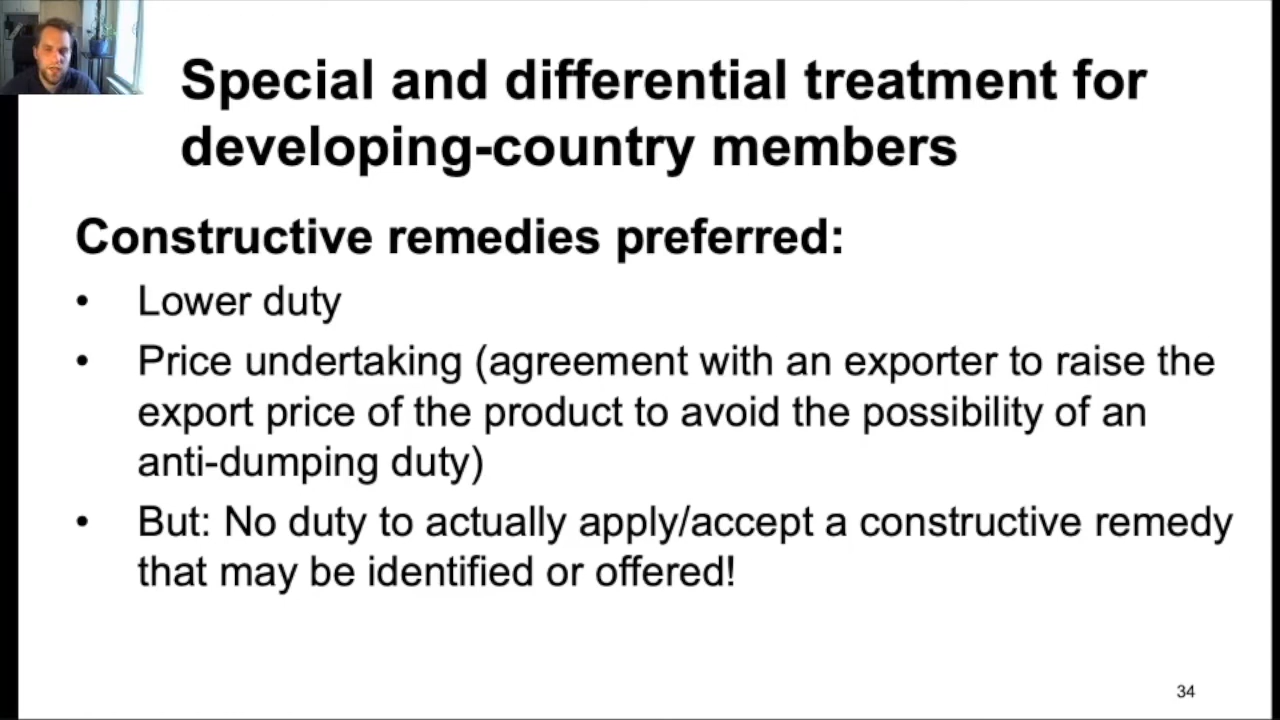 Special and differential treatment for
developing-country members
Constructive remedies preferred:
• Lower duty
• Price undertaking (agreement with an exporter to raise the
export price of the product to avoid the possibility of an
anti-dumping duty)
• But: No duty to actually apply/accept a constructive remedy
that may be identified or offered!
34